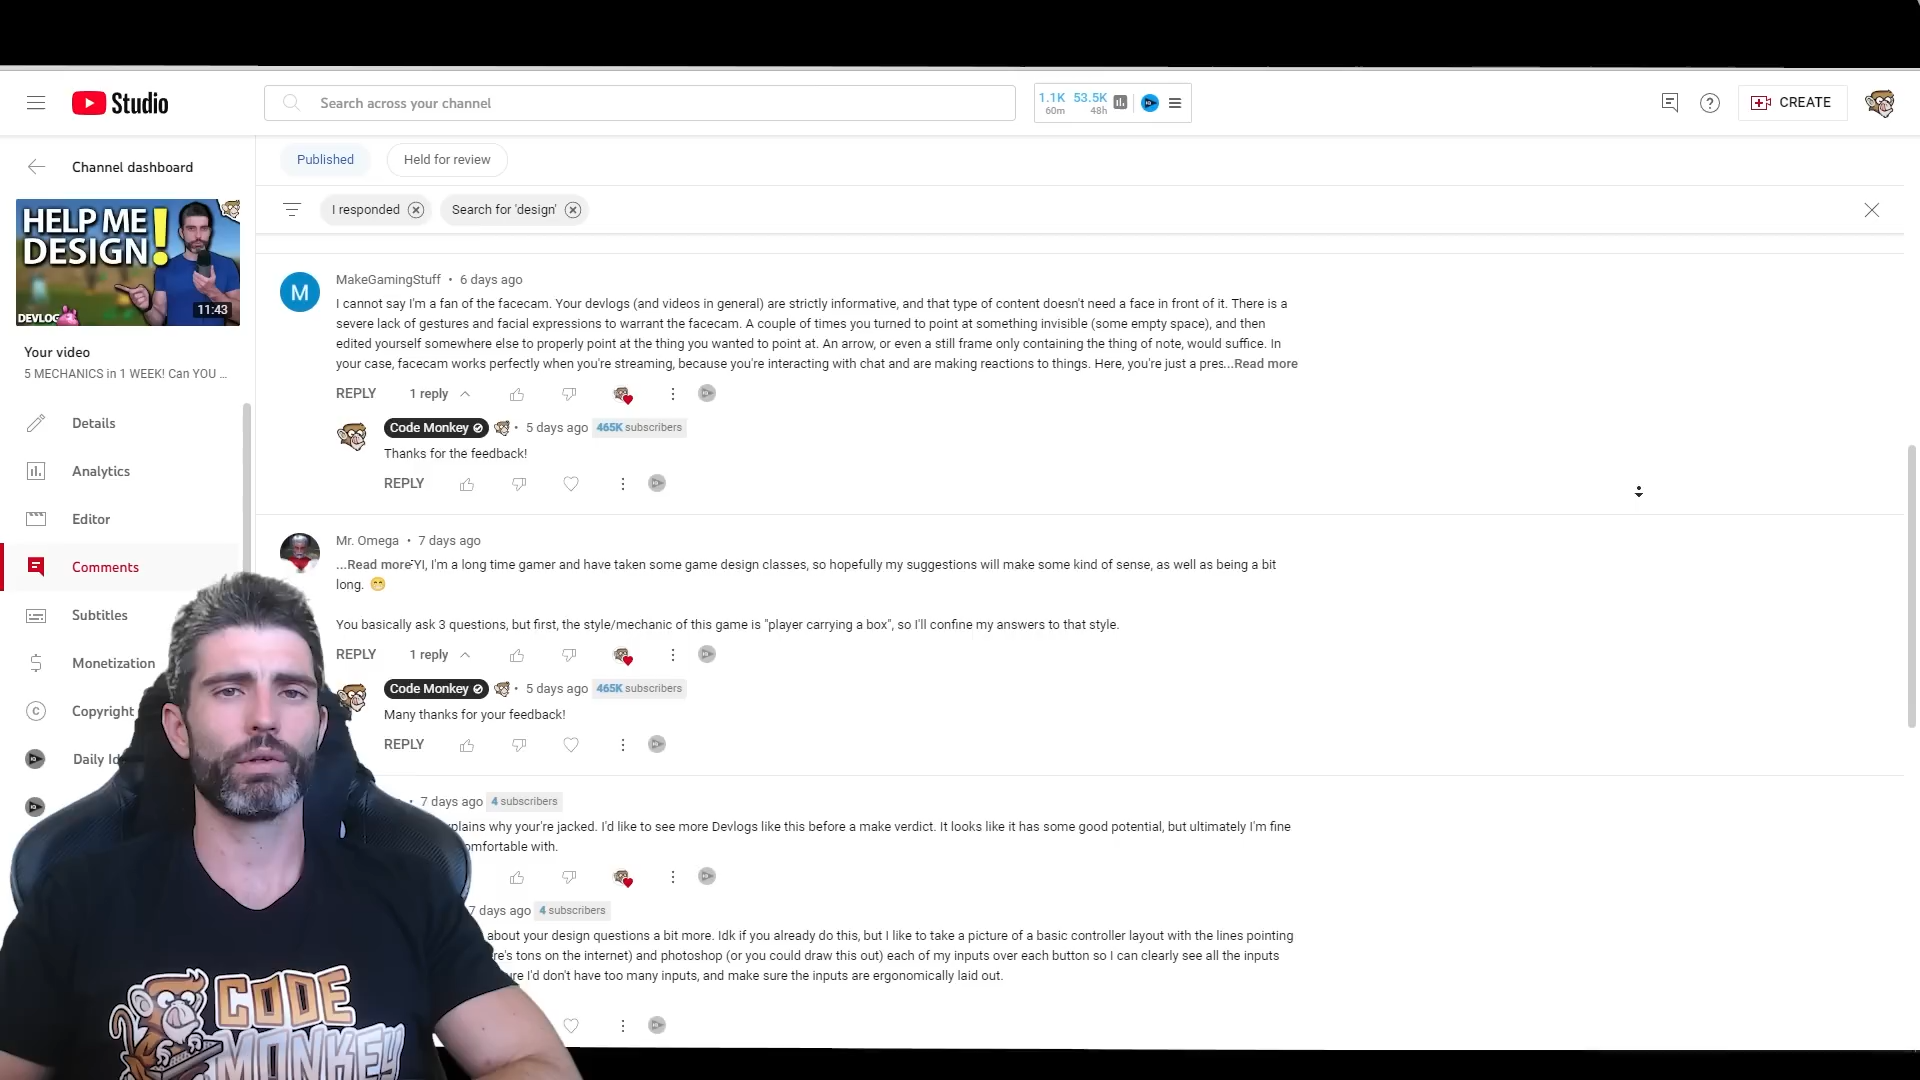 Studio
Search across your channel
1.1K 53.5K
60m 48h
CREATE
Channel dashboard
Published
Held for review
I responded
Search for 'design'
HELP ME
DESIGN!
DEVLOG
11:43
Your video
5 MECHANICS in 1 WEEK! Can YOU ...
Details
Analytics
Editor
Comments
Subtitles
Monetization
Copyright
Daily Id
M
MakeGamingStuff • 6 days ago
I cannot say I'm a fan of the facecam. Your devlogs (and videos in general) are strictly informative, and that type of content doesn't need a face in front of it. There is a
severe lack of gestures and facial expressions to warrant the facecam. A couple of times you turned to point at something invisible (some empty space), and then
edited yourself somewhere else to properly point at the thing you wanted to point at. An arrow, or even a still frame only containing the thing of note, would suffice. In
your case, facecam works perfectly when you're streaming, because you're interacting with chat and are making reactions to things. Here, you're just a pres...Read more
REPLY 1 reply
Code Monkey • 5 days ago 465K subscribers
Thanks for the feedback!
REPLY
Mr. Omega • 7 days ago
...Read more YI, I'm a long time gamer and have taken some game design classes, so hopefully my suggestions will make some kind of sense, as well as being a bit
long. 😁
You basically ask 3 questions, but first, the style/mechanic of this game is "player carrying a box", so I'll confine my answers to that style.
REPLY 1 reply
Code Monkey • 5 days ago 465K subscribers
Many thanks for your feedback!
REPLY
• 7 days ago 4 subscribers
plains why your're jacked. I'd like to see more Devlogs like this before a make verdict. It looks like it has some good potential, but ultimately I'm fine
omfortable with.
7 days ago 4 subscribers
about your design questions a bit more. Idk if you already do this, but I like to take a picture of a basic controller layout with the lines pointing
re's tons on the internet) and photoshop (or you could draw this out) each of my inputs over each button so I can clearly see all the inputs
ure I'd don't have too many inputs, and make sure the inputs are ergonomically laid out.
CODE
MONKEY